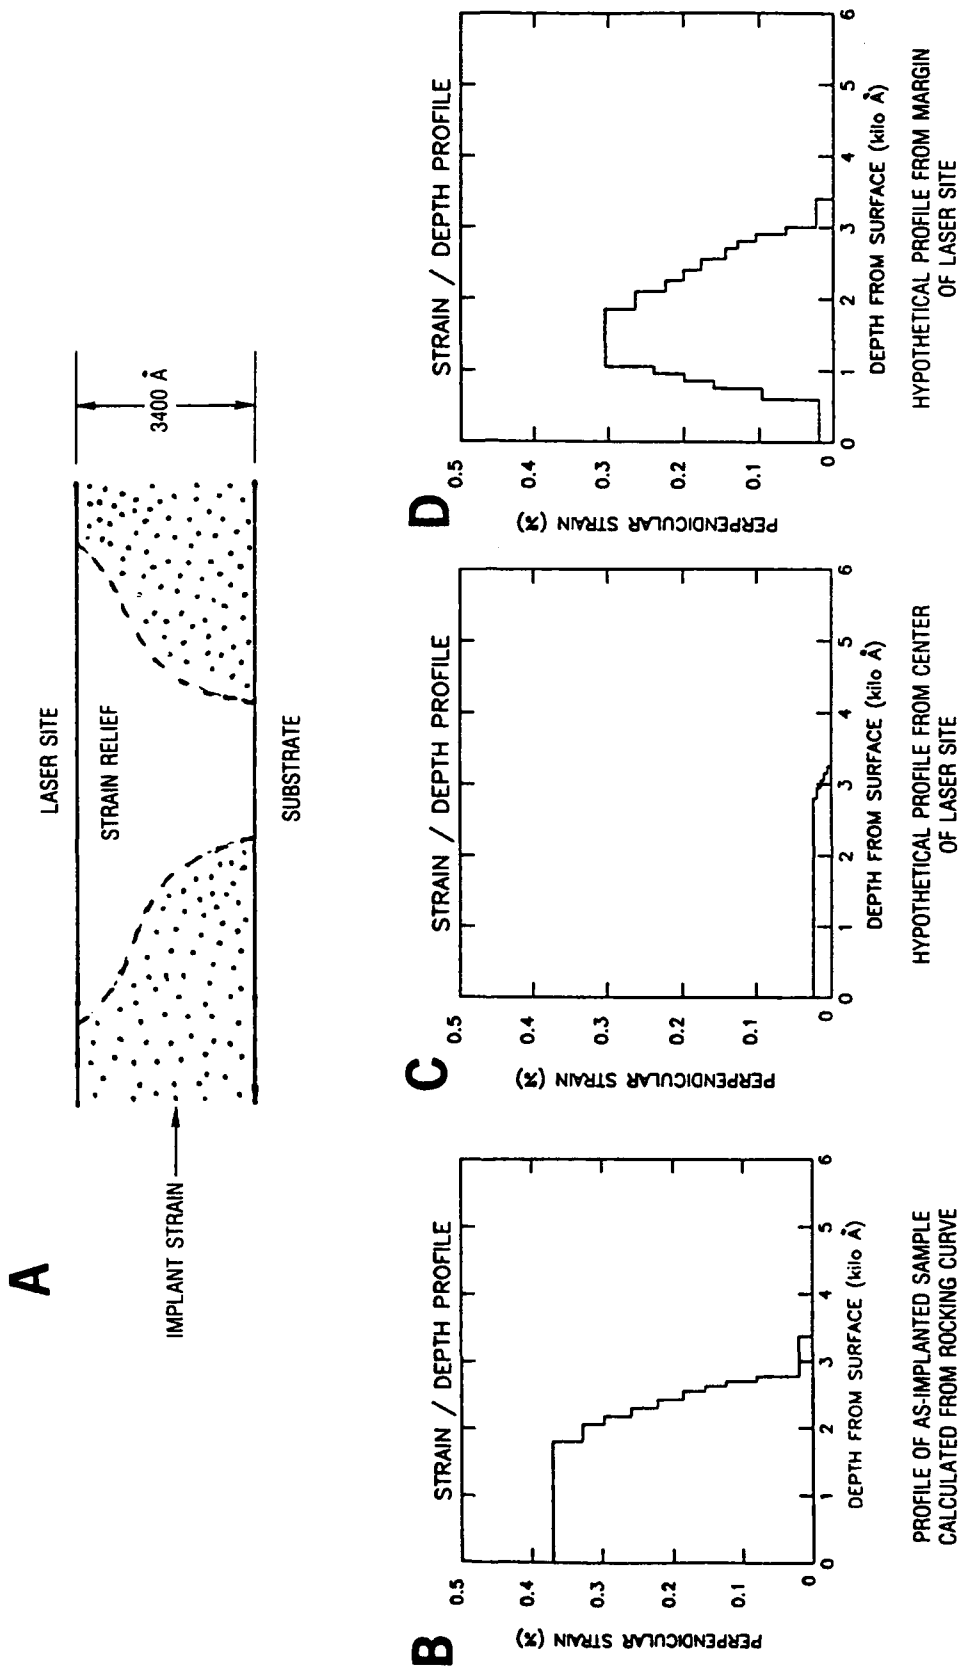 A
LASER SITE
STRAIN RELIEF
IMPLANT STRAIN
3400 Å
SUBSTRATE
B
STRAIN / DEPTH PROFILE
PERPENDICULAR STRAIN (%)
0.5
0.4
0.3
0.2
0.1
0
0 1 2 3 4 5 6
DEPTH FROM SURFACE (kilo Å)
PROFILE OF AS-IMPLANTED SAMPLE
CALCULATED FROM ROCKING CURVE
C
STRAIN / DEPTH PROFILE
PERPENDICULAR STRAIN (%)
0.5
0.4
0.3
0.2
0.1
0
0 1 2 3 4 5 6
DEPTH FROM SURFACE (kilo Å)
HYPOTHETICAL PROFILE FROM CENTER
OF LASER SITE
D
STRAIN / DEPTH PROFILE
PERPENDICULAR STRAIN (%)
0.5
0.4
0.3
0.2
0.1
0
0 1 2 3 4 5 6
DEPTH FROM SURFACE (kilo Å)
HYPOTHETICAL PROFILE FROM MARGIN
OF LASER SITE